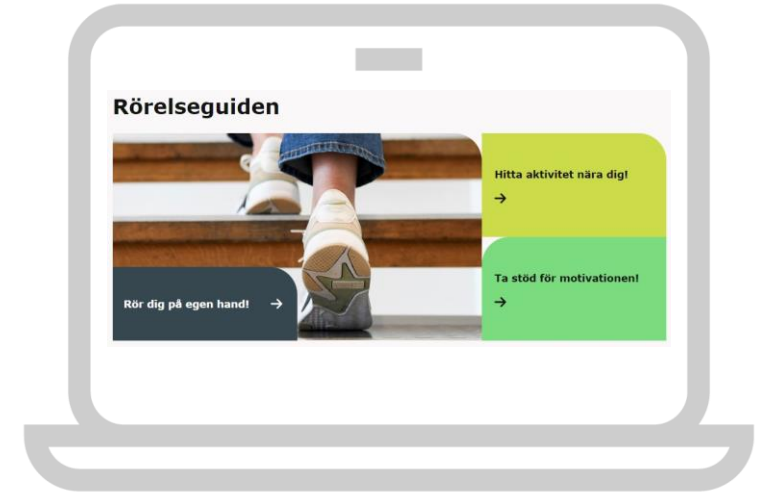 Rörelseguiden
Hitta aktivitet nära dig!
Ta stöd för motivationen!
Rör dig på egen hand!